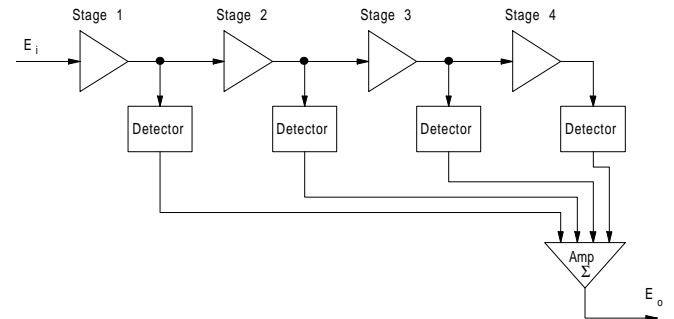 Stage 1
Stage 2
Stage 3
Stage 4
E i
Detector
Detector
Detector
Detector
Amp
Σ
E o